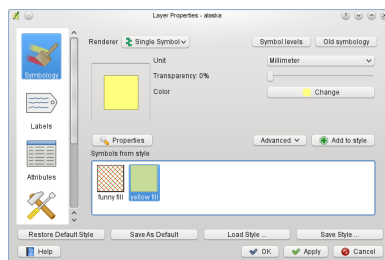 Layer Properties - alaska
Renderer Single Symbol Symbol levels Old symbology
Unit Millimeter
Transparency: 0%
Color Change
Symbology
Labels
Attributes
Properties Advanced Add to style
Symbols from style
funny fill yellow fill
Restore Default Style Save As Default Load Style ... Save Style ...
Help OK Apply Cancel